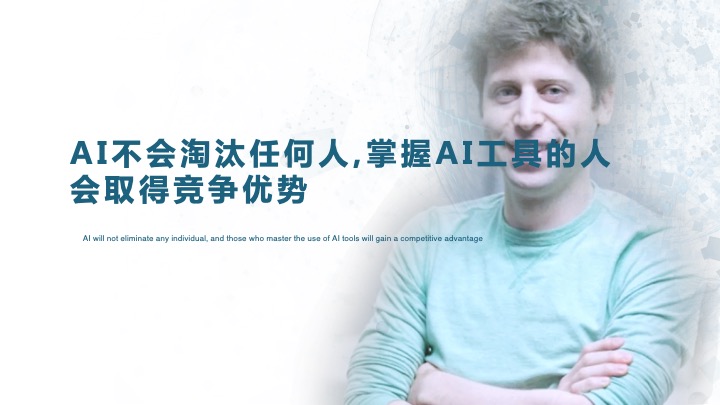 AI不会淘汰任何人,掌握AI工具的人
会取得竞争优势
AI will not eliminate any individual, and those who master the use of AI tools will gain a competitive advantage